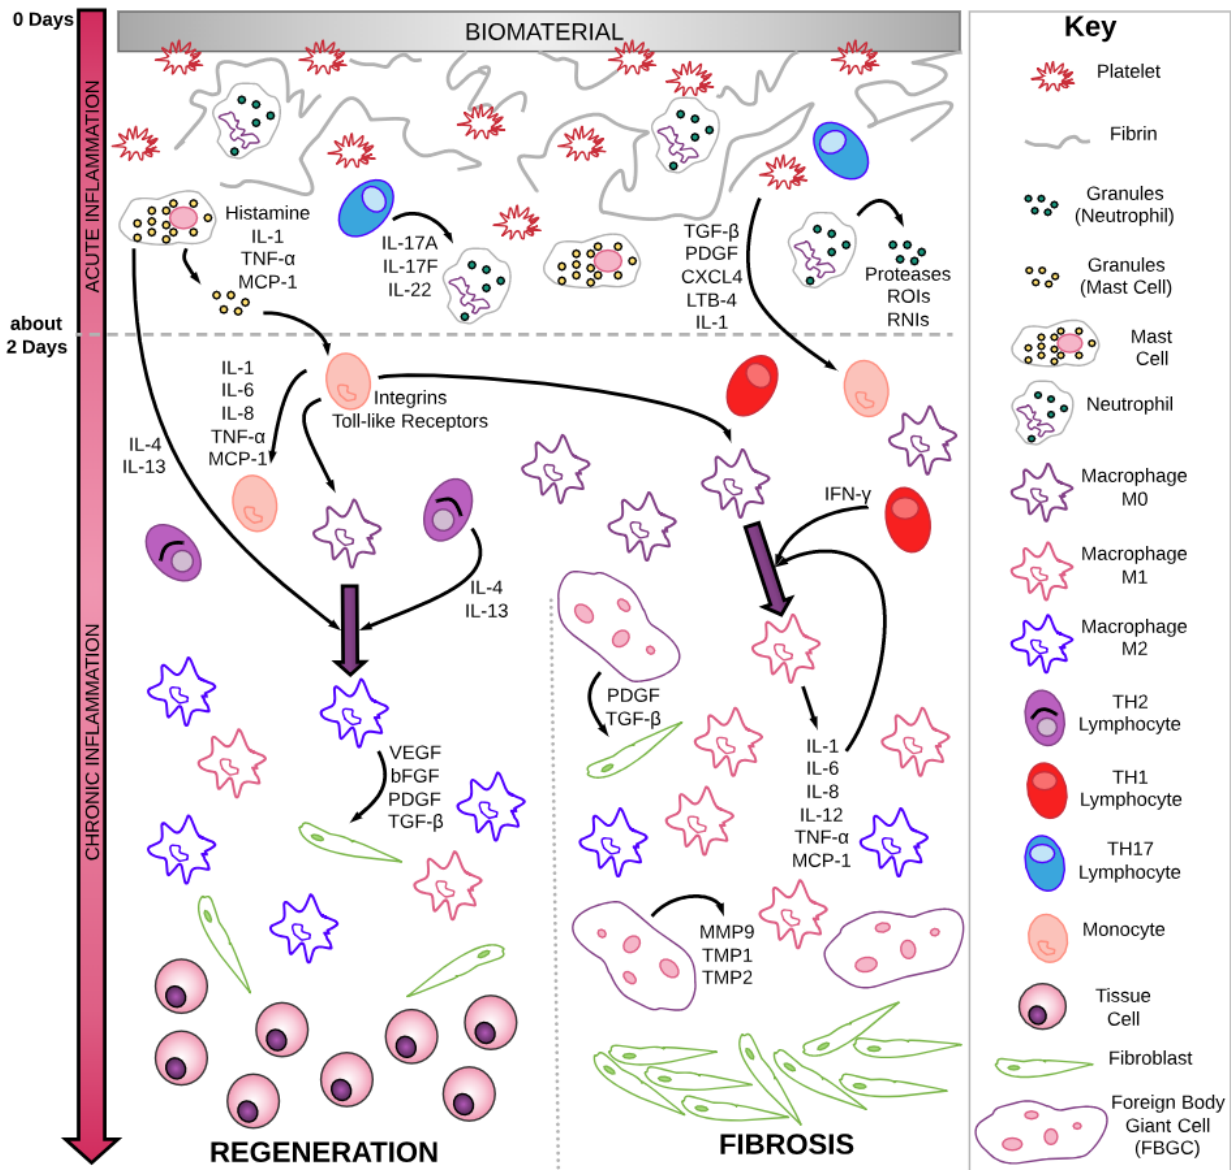 0 Days
BIOMATERIAL
ACUTE INFLAMMATION
Histamine
IL-1
TNF-α
MCP-1
IL-17A
IL-17F
IL-22
TGF-β
PDGF
CXCL4
LTB-4
IL-1
Proteases
ROIs
RNIs
about
2 Days
CHRONIC INFLAMMATION
IL-1
IL-6
IL-8
TNF-α
MCP-1
Integrins
Toll-like Receptors
IL-4
IL-13
IL-4
IL-13
VEGF
bFGF
PDGF
TGF-β
REGENERATION
IFN-γ
PDGF
TGF-β
IL-1
IL-6
IL-8
IL-12
TNF-α
MCP-1
MMP9
TMP1
TMP2
FIBROSIS
Key
Platelet
Fibrin
Granules
(Neutrophil)
Granules
(Mast Cell)
Mast
Cell
Neutrophil
Macrophage
M0
Macrophage
M1
Macrophage
M2
TH2
Lymphocyte
TH1
Lymphocyte
TH17
Lymphocyte
Monocyte
Tissue
Cell
Fibroblast
Foreign Body
Giant Cell
(FBGC)